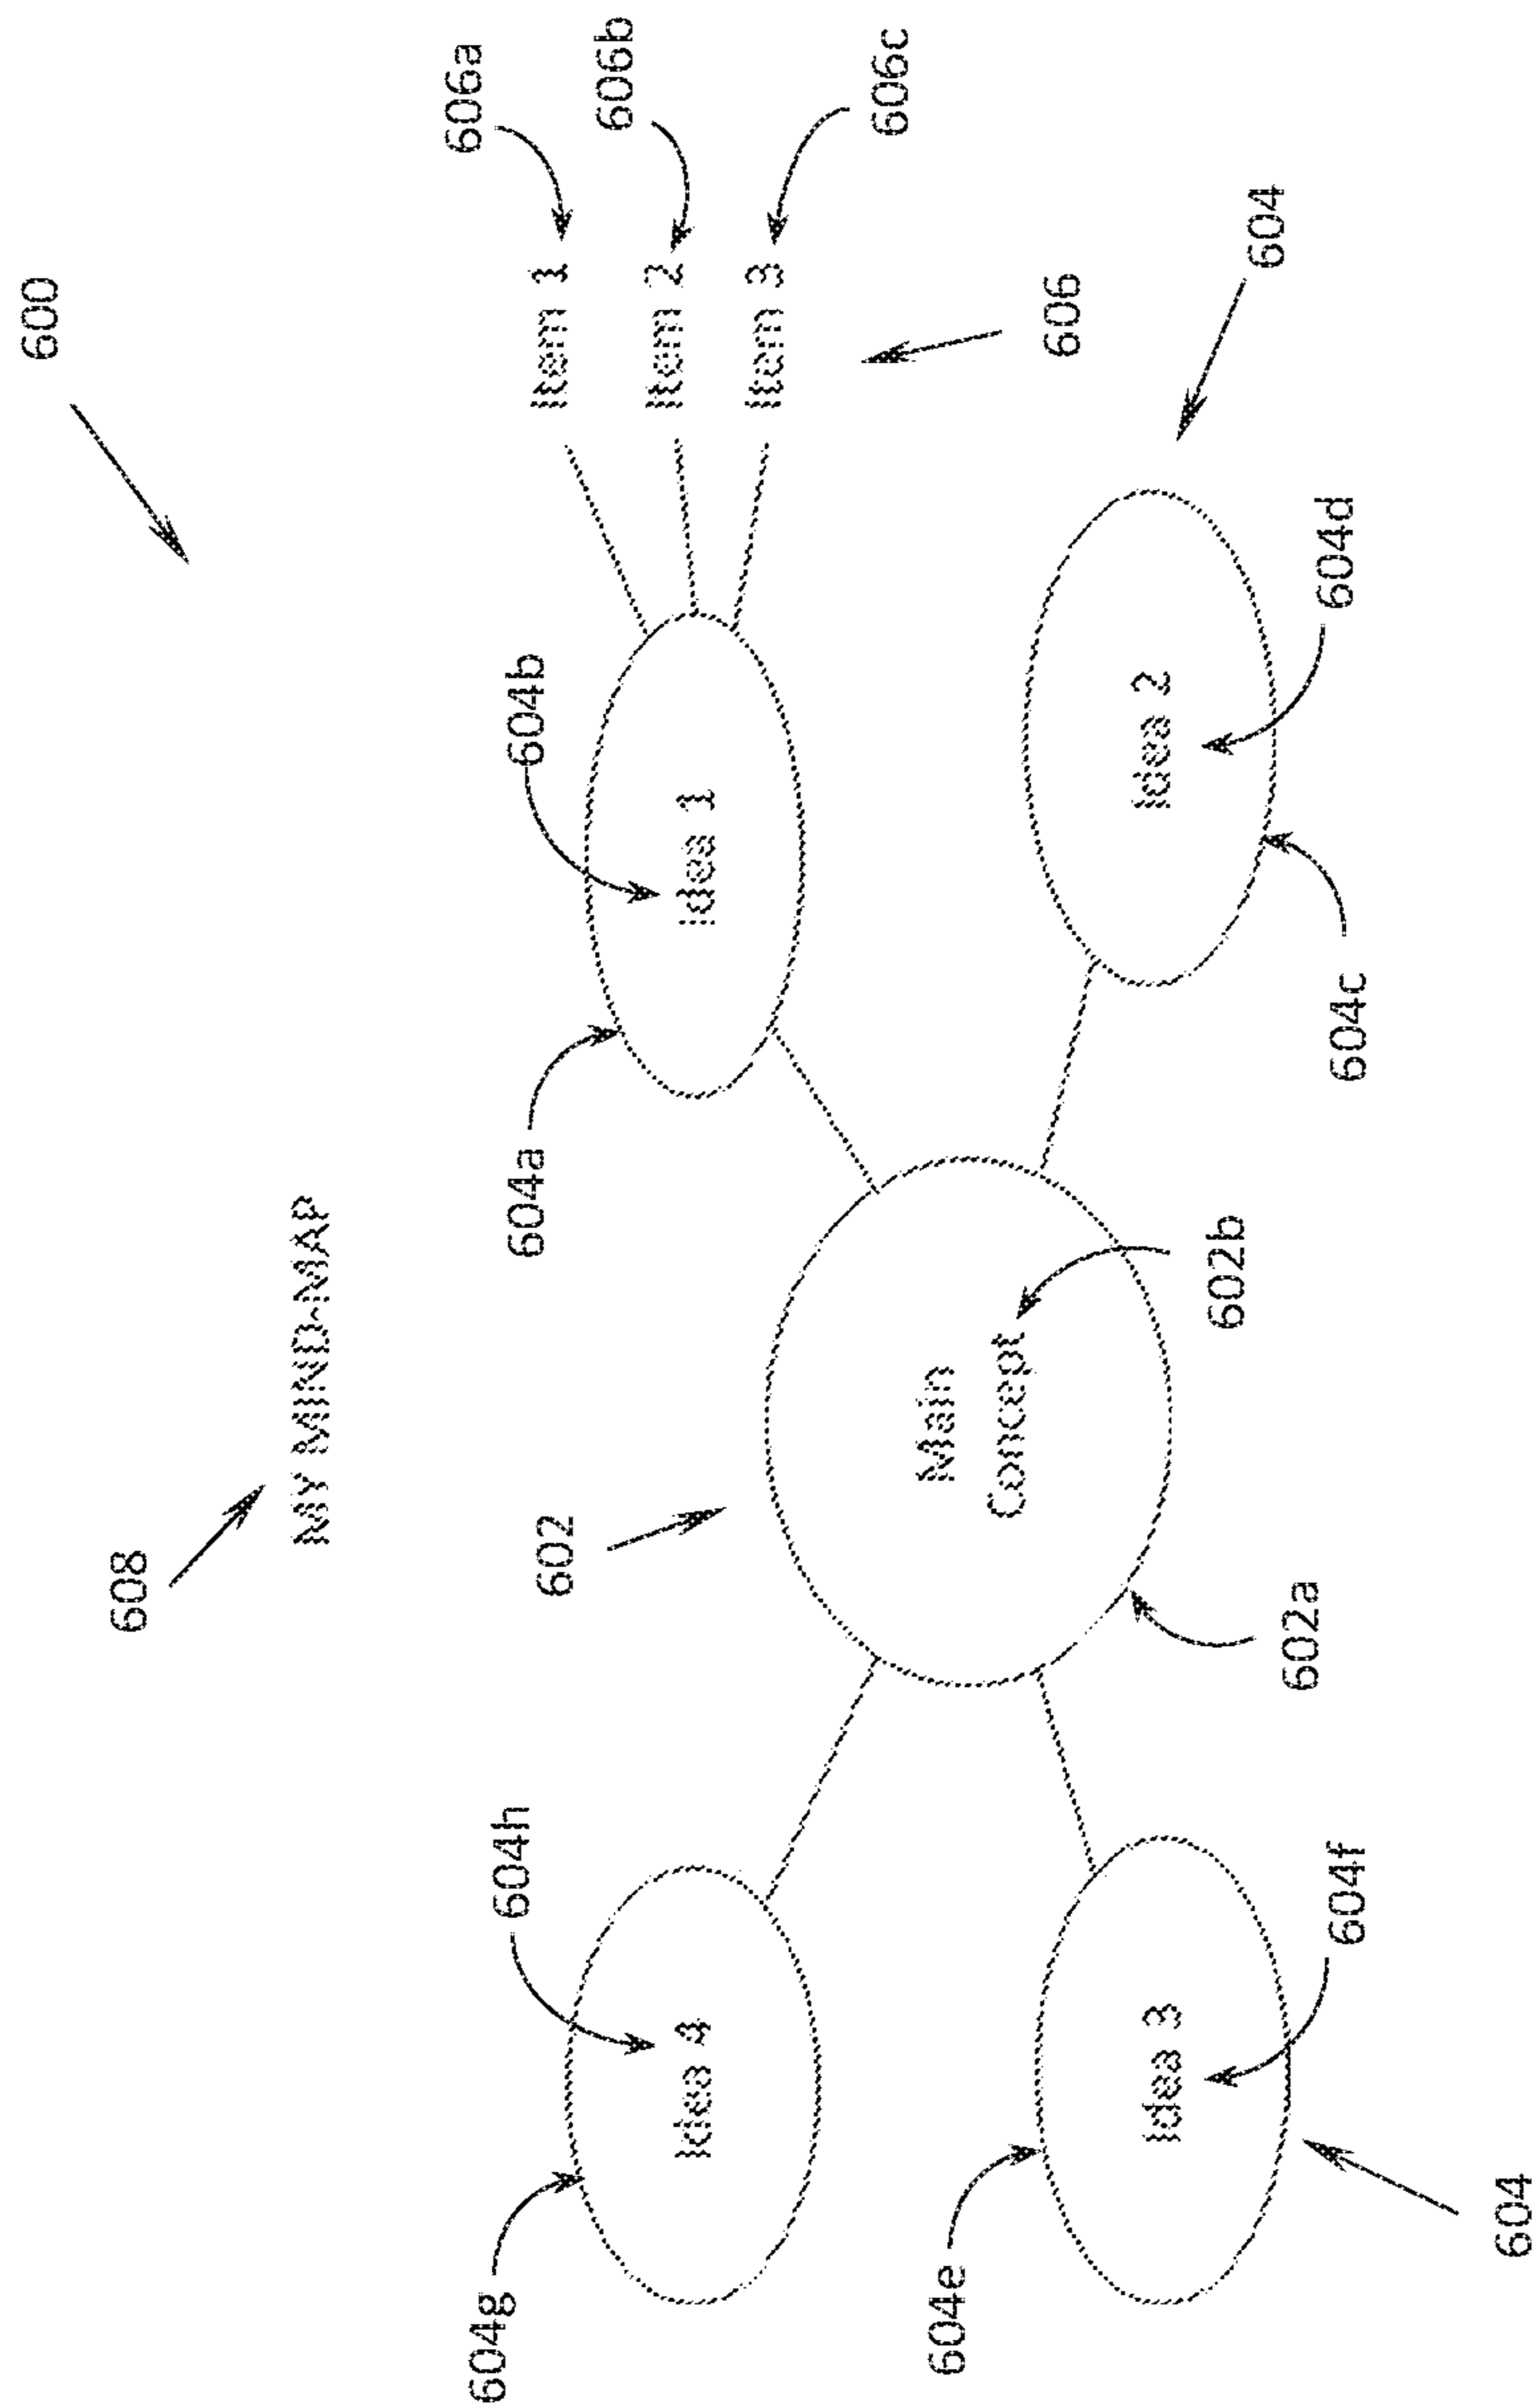 600
608
MY MIND-MAP
606a
606b
606c
Item 1
Item 2
Item 3
606
604b
604a
Idea 1
604h
604g
Idea 4
602
Main
Concept
602b
602a
604
Idea 2
604d
604c
604e
Idea 3
604f
604